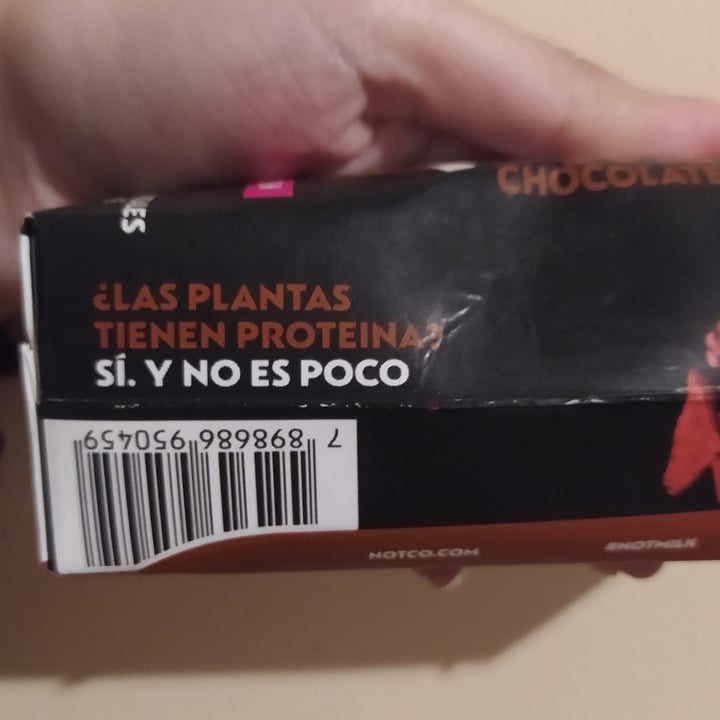 CHOCOLATE
¿LAS PLANTAS
TIENEN PROTEINA?
SÍ. Y NO ES POCO
7 898686 950459
NOTCO.COM
#NOTMILK